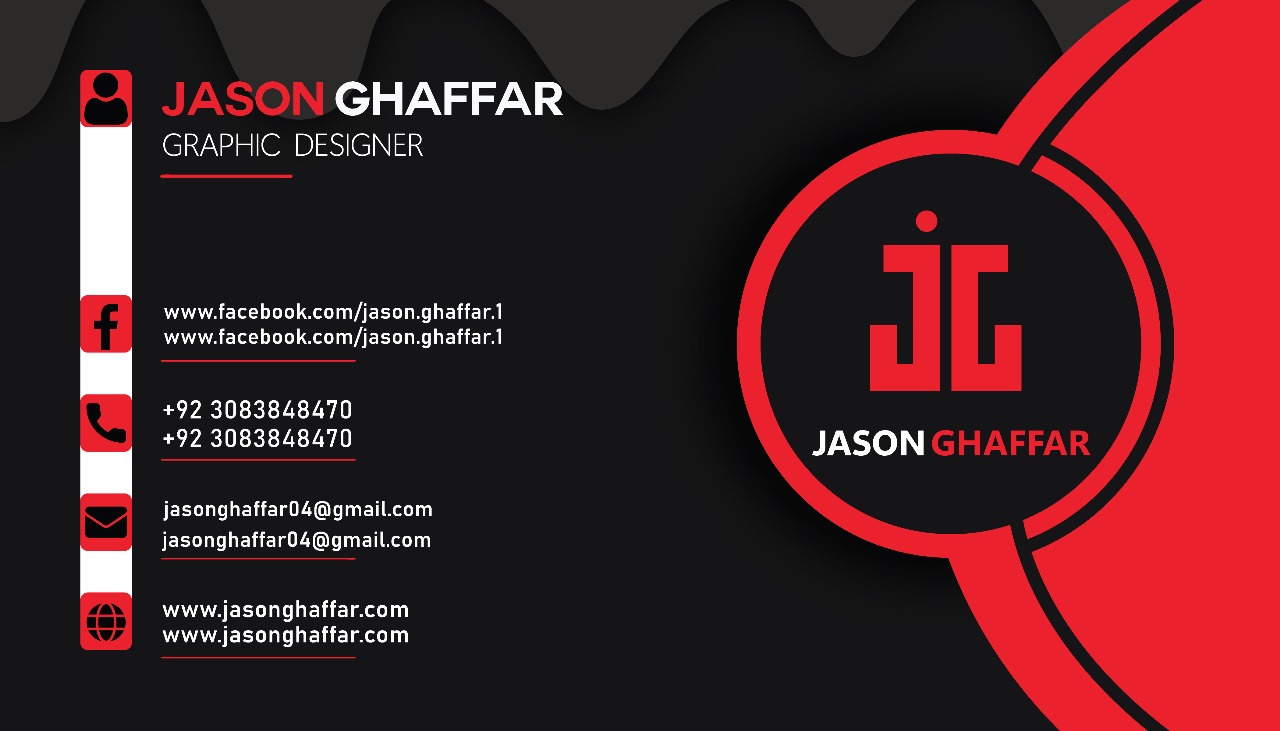 JASON GHAFFAR
GRAPHIC DESIGNER
www.facebook.com/jason.ghaffar.1
www.facebook.com/jason.ghaffar.1
+92 3083848470
+92 3083848470
jasonghaffar04@gmail.com
jasonghaffar04@gmail.com
www.jasonghaffar.com
www.jasonghaffar.com
jG
JASON GHAFFAR